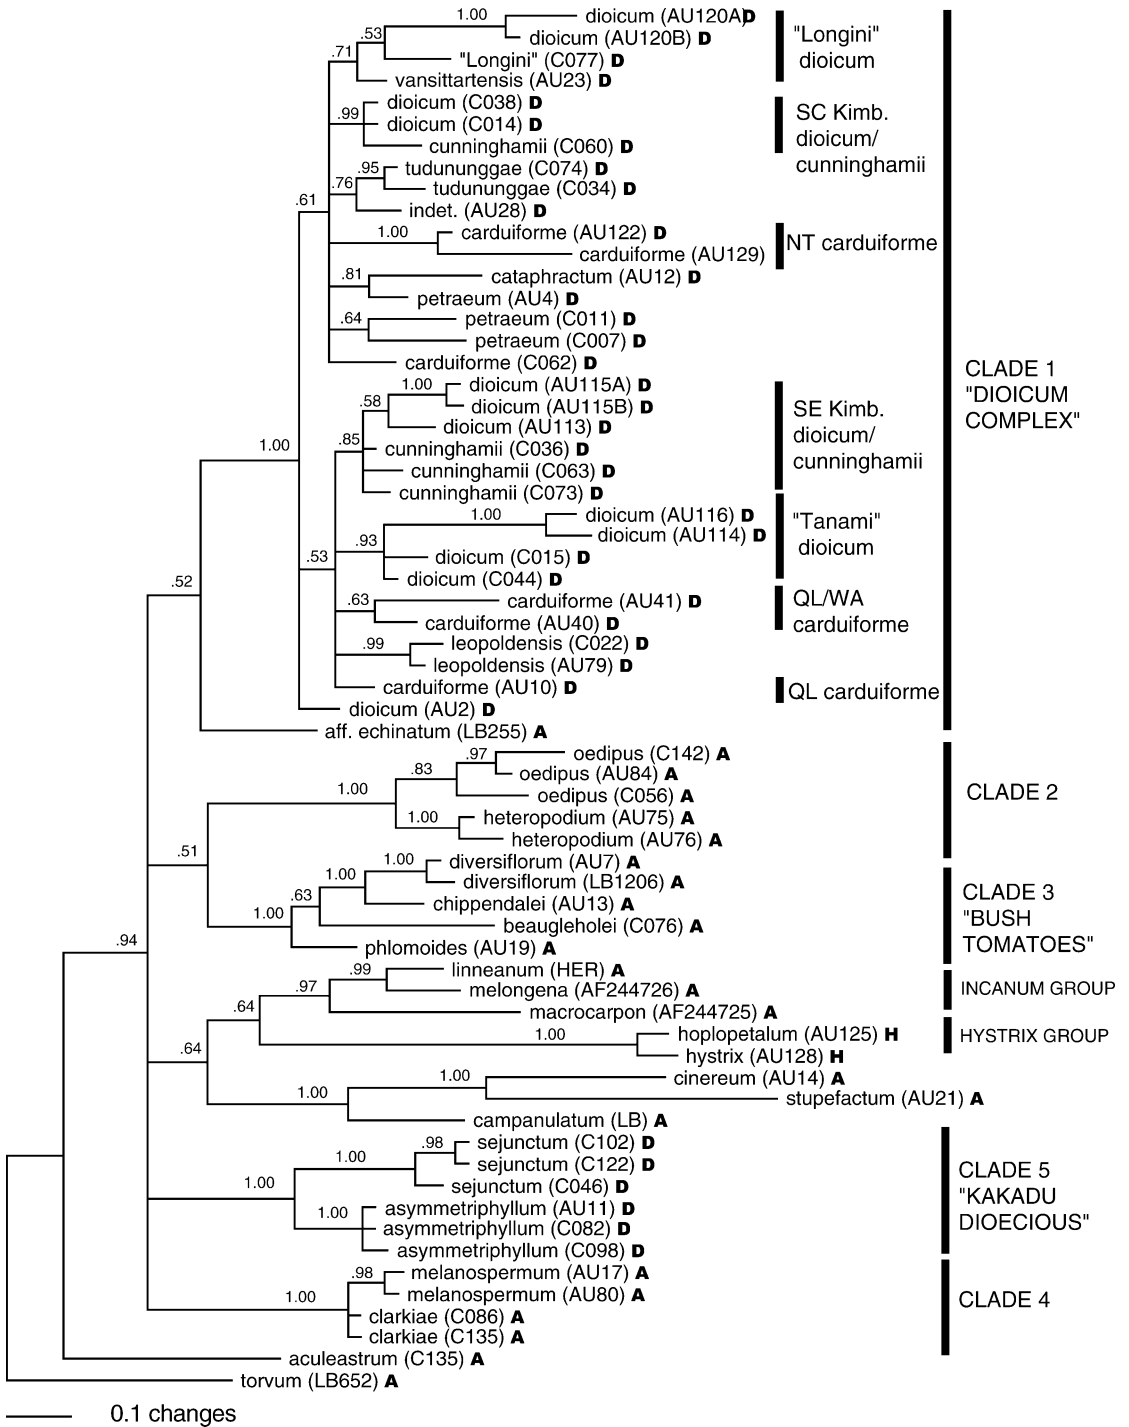 1.00
dioicum (AU120A)D
.53
"Longini"
dioicum (AU120B) D
.71
"Longini" (C077) D
dioicum
vansittartensis (AU23) D
dioicum (C038) D
.99
SC Kimb.
dioicum (C014) D
dioicum/
cunninghamii (C060) D
cunninghamii
.95
tudununggae (C074) D
.76
tudununggae (C034) D
.61
indet. (AU28) D
1.00
carduiforme (AU122) D
NT carduiforme
carduiforme (AU129)
.81
cataphractum (AU12) D
petraeum (AU4) D
.64
petraeum (C011) D
petraeum (C007) D
carduiforme (C062) D
CLADE 1
"DIOICUM
COMPLEX"
1.00
dioicum (AU115A) D
.58
dioicum (AU115B) D
SE Kimb.
dioicum (AU113) D
dioicum/
.85
cunninghamii (C036) D
cunninghamii
1.00
cunninghamii (C063) D
cunninghamii (C073) D
1.00
dioicum (AU116) D
"Tanami"
dioicum (AU114) D
dioicum
.93
.53
dioicum (C015) D
dioicum (C044) D
.52
.63
carduiforme (AU41) D
QL/WA
carduiforme (AU40) D
carduiforme
.99
leopoldensis (C022) D
leopoldensis (AU79) D
carduiforme (AU10) D
QL carduiforme
dioicum (AU2) D
aff. echinatum (LB255) A
.97
oedipus (C142) A
.83
oedipus (AU84) A
1.00
oedipus (C056) A
CLADE 2
1.00
heteropodium (AU75) A
heteropodium (AU76) A
.51
1.00
diversiflorum (AU7) A
1.00
diversiflorum (LB1206) A
.63
chippendalei (AU13) A
CLADE 3
"BUSH
TOMATOES"
1.00
beaugleholei (C076) A
.94
phlomoides (AU19) A
.99
linneanum (HER) A
.97
melongena (AF244726) A
INCANUM GROUP
.64
macrocarpon (AF244725) A
1.00
hoplopetalum (AU125) H
HYSTRIX GROUP
.64
hystrix (AU128) H
1.00
cinereum (AU14) A
1.00
stupefactum (AU21) A
campanulatum (LB) A
.98
sejunctum (C102) D
1.00
sejunctum (C122) D
CLADE 5
"KAKADU
DIOECIOUS"
1.00
sejunctum (C046) D
1.00
asymmetriphyllum (AU11) D
asymmetriphyllum (C082) D
asymmetriphyllum (C098) D
.98
melanospermum (AU17) A
1.00
melanospermum (AU80) A
CLADE 4
clarkiae (C086) A
clarkiae (C135) A
aculeastrum (C135) A
torvum (LB652) A
0.1 changes